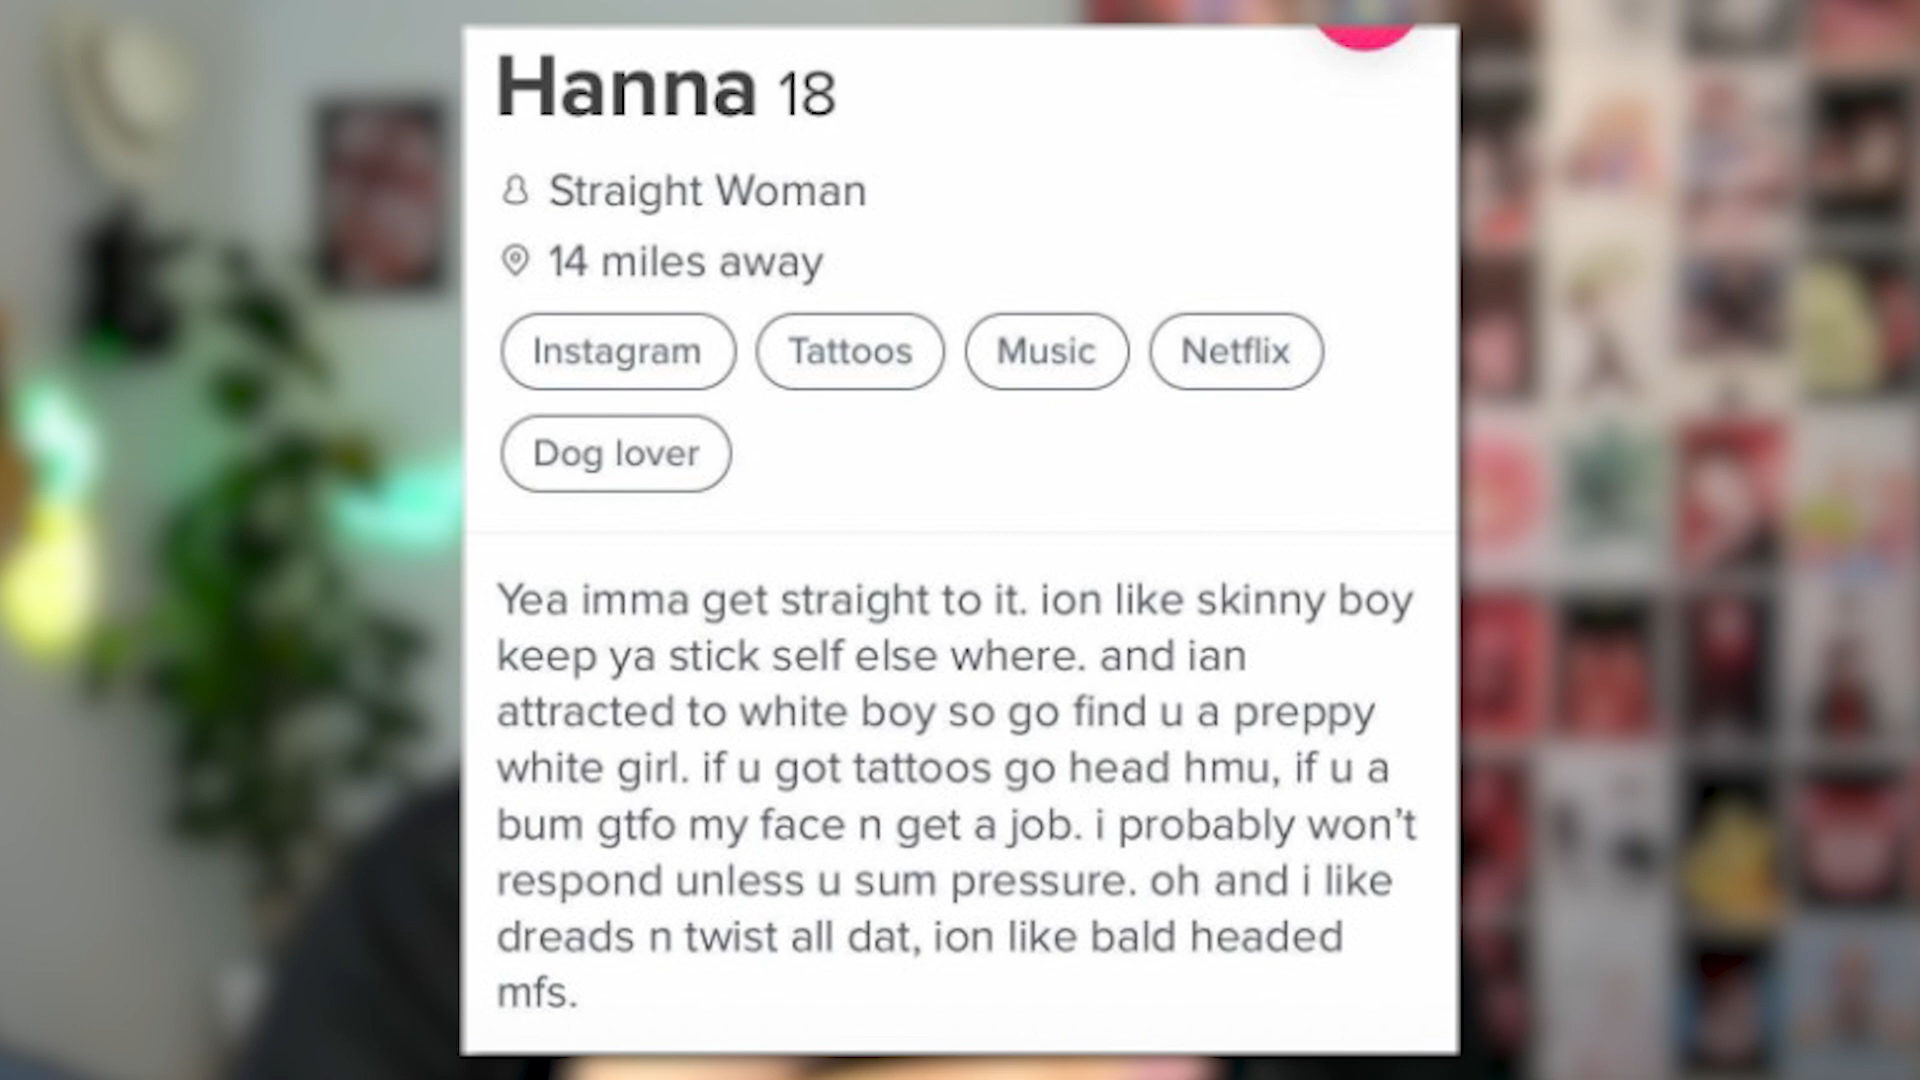 Hanna 18
Straight Woman
14 miles away
Instagram Tattoos Music Netflix
Dog lover
Yea imma get straight to it. ion like skinny boy
keep ya stick self else where. and ian
attracted to white boy so go find u a preppy
white girl. if u got tattoos go head hmu, if u a
bum gtfo my face n get a job. i probably won’t
respond unless u sum pressure. oh and i like
dreads n twist all dat, ion like bald headed
mfs.